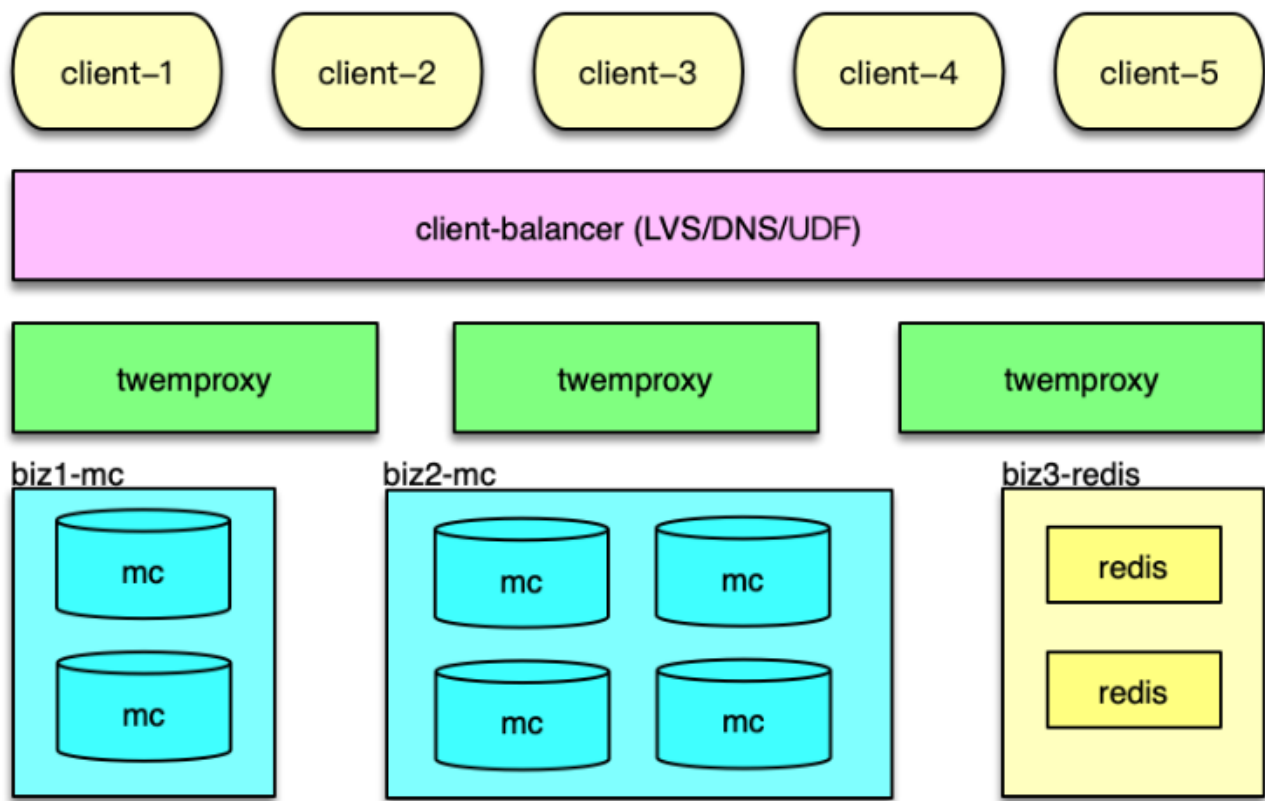 client–1 client–2 client–3 client–4 client–5
client-balancer (LVS/DNS/UDF)
twemproxy twemproxy twemproxy
biz1-mc biz2-mc biz3-redis
mc mc mc redis
mc mc mc redis